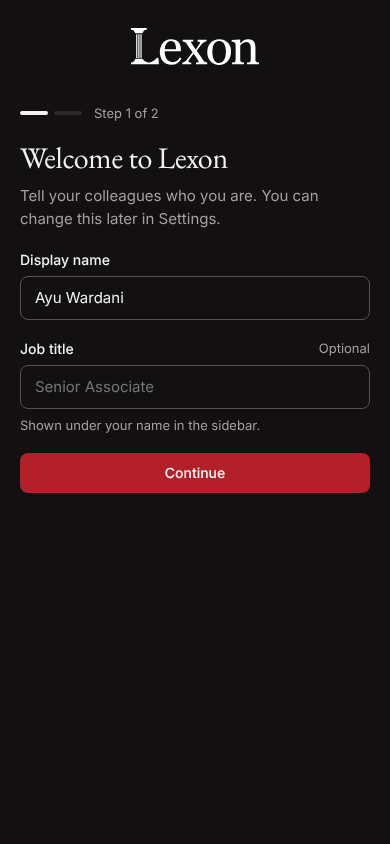 Lexon
Step 1 of 2
Welcome to Lexon
Tell your colleagues who you are. You can
change this later in Settings.
Display name
Ayu Wardani
Job title
Optional
Senior Associate
Shown under your name in the sidebar.
Continue